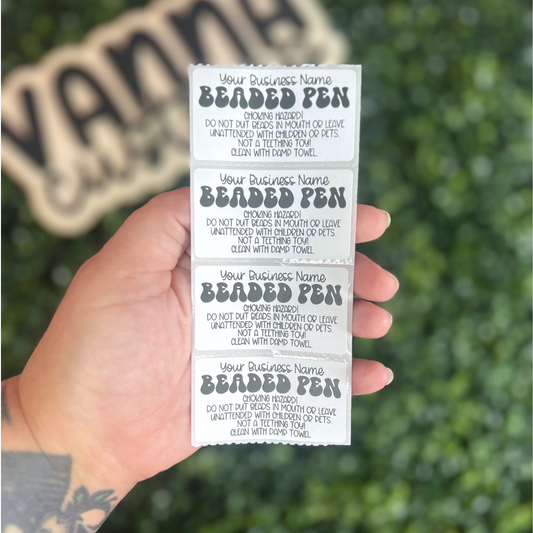 YANNA
Your Business Name
BEADED PEN
CHOKING HAZARD!
DO NOT PUT BEADS IN MOUTH OR LEAVE
UNATTENDED WITH CHILDREN OR PETS.
NOT A TEETHING TOY!
CLEAN WITH DAMP TOWEL.
Your Business Name
BEADED PEN
CHOKING HAZARD!
DO NOT PUT BEADS IN MOUTH OR LEAVE
UNATTENDED WITH CHILDREN OR PETS.
NOT A TEETHING TOY!
CLEAN WITH DAMP TOWEL.
Your Business Name
BEADED PEN
CHOKING HAZARD!
DO NOT PUT BEADS IN MOUTH OR LEAVE
UNATTENDED WITH CHILDREN OR PETS.
NOT A TEETHING TOY!
CLEAN WITH DAMP TOWEL.
Your Business Name
BEADED PEN
CHOKING HAZARD!
DO NOT PUT BEADS IN MOUTH OR LEAVE
UNATTENDED WITH CHILDREN OR PETS.
NOT A TEETHING TOY!
CLEAN WITH DAMP TOWEL.